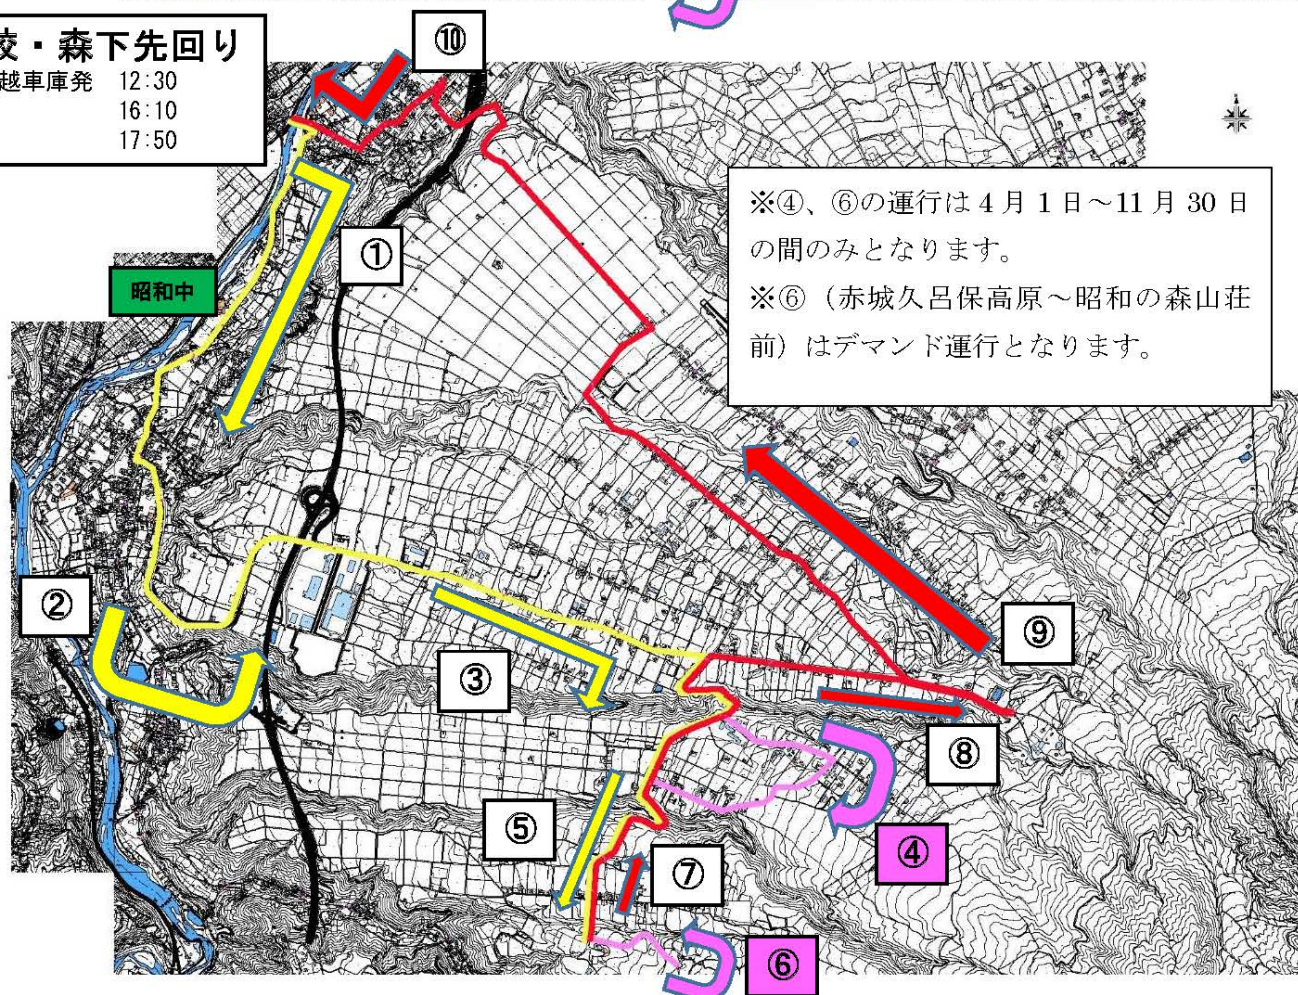 ⑩
校・森下先回り
越車庫発 12:30
16:10
17:50
※④、⑥の運行は4月1日～11月30日
の間のみとなります。
※⑥（赤城久呂保高原～昭和の森山荘
前）はデマンド運行となります。
①
昭和中
②
⑨
③
⑧
⑤
④
⑦
⑥